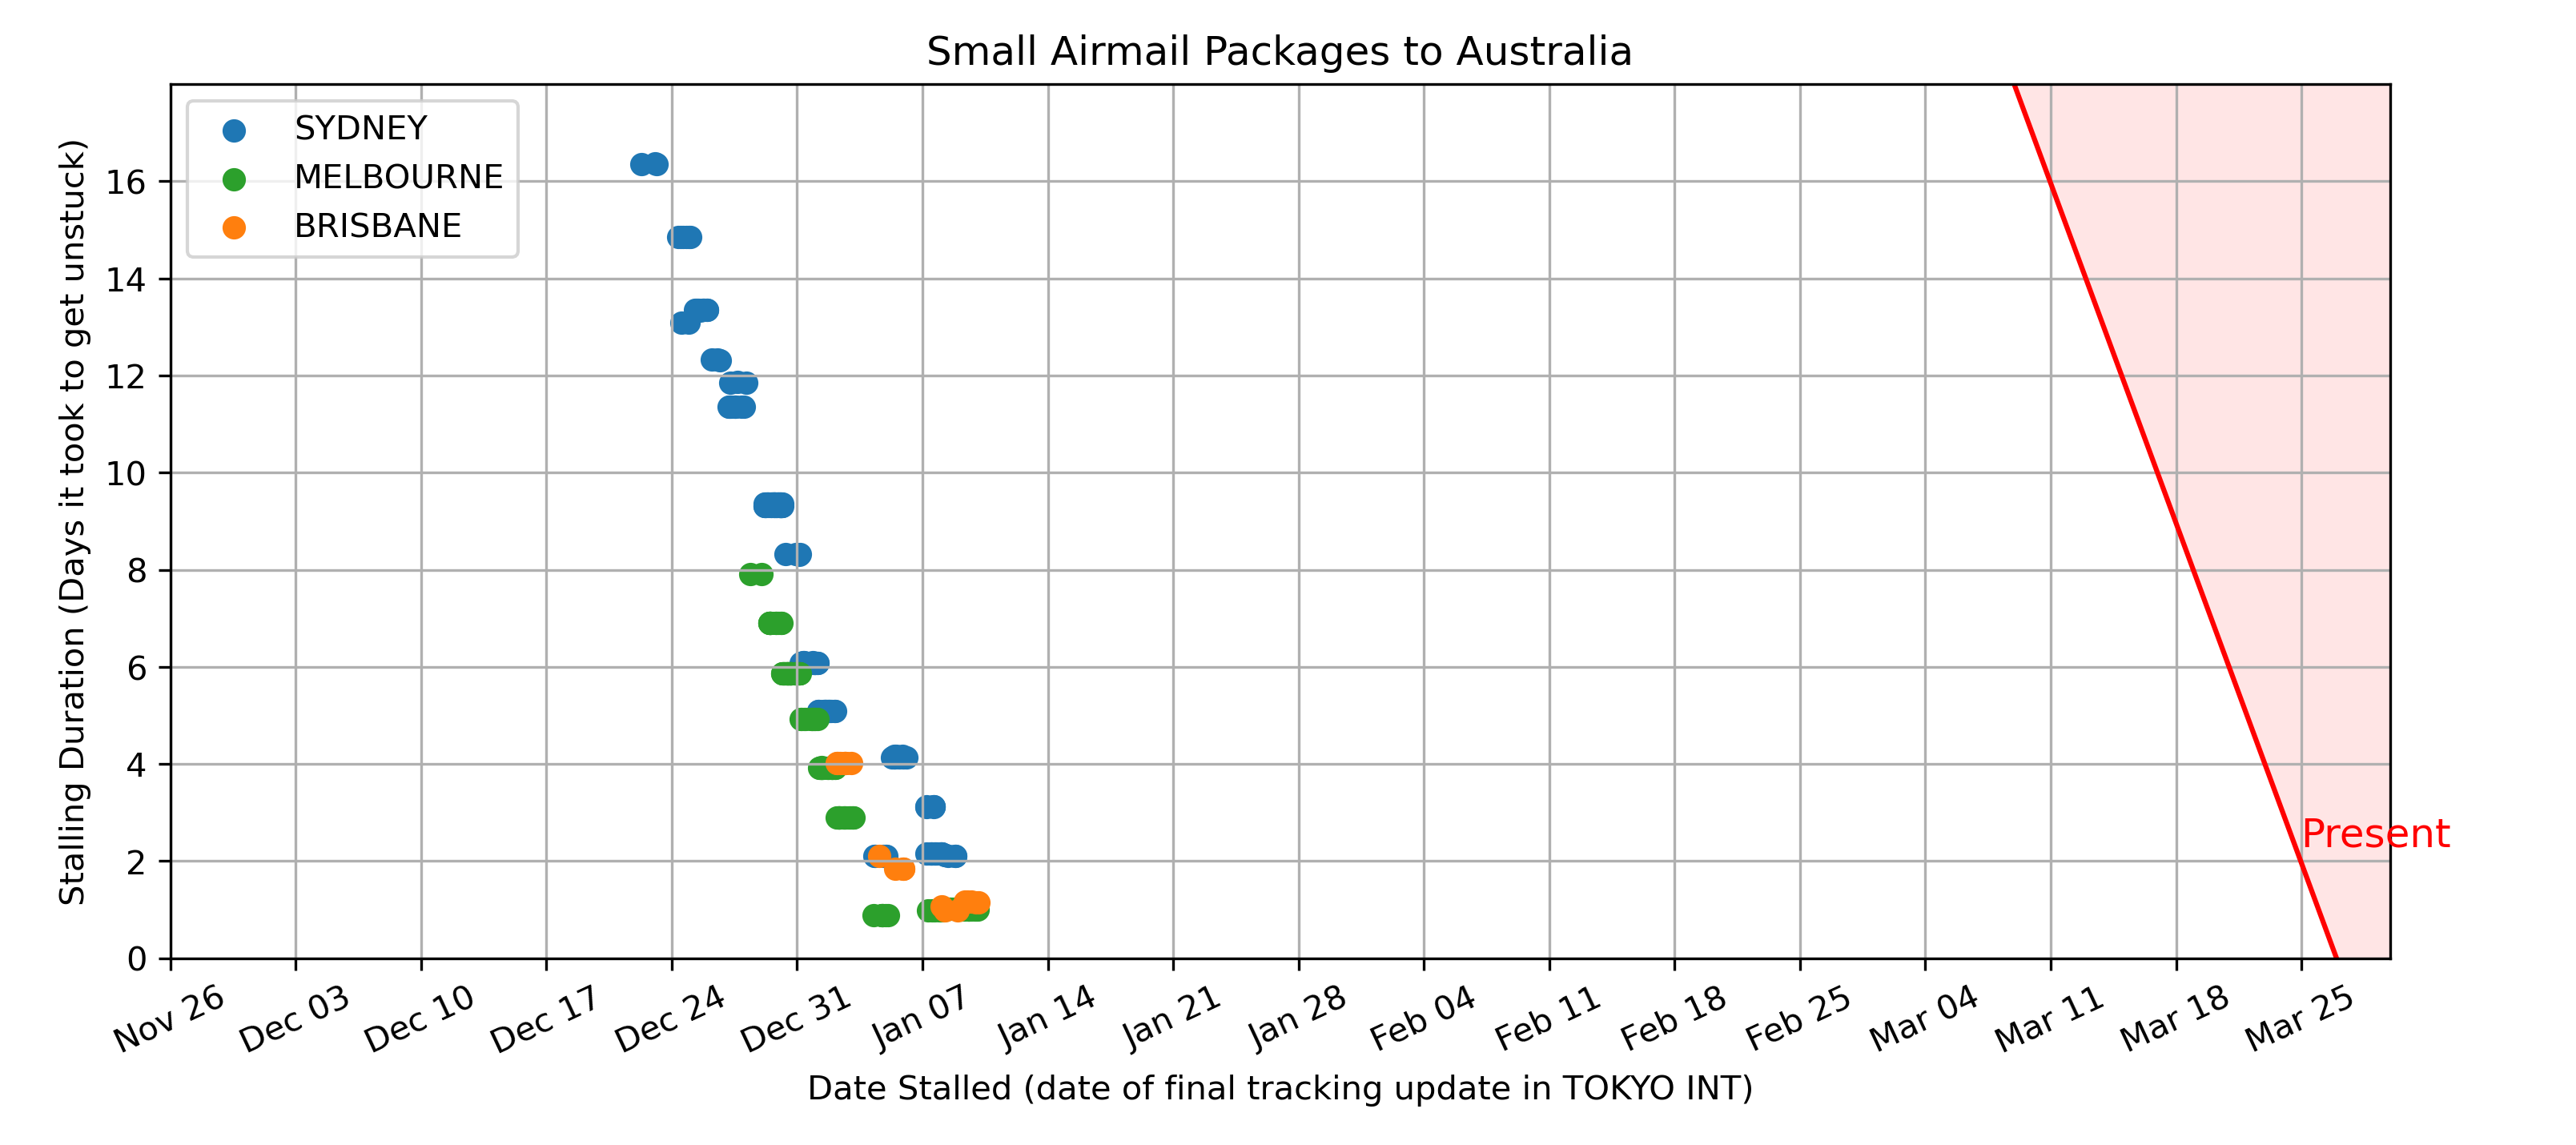 Small Airmail Packages to Australia
SYDNEY
MELBOURNE
BRISBANE
Stalling Duration (Days it took to get unstuck)
16
14
12
10
8
6
4
2
0
Present
Nov 26
Dec 03
Dec 10
Dec 17
Dec 24
Dec 31
Jan 07
Jan 14
Jan 21
Jan 28
Feb 04
Feb 11
Feb 18
Feb 25
Mar 04
Mar 11
Mar 18
Mar 25
Date Stalled (date of final tracking update in TOKYO INT)